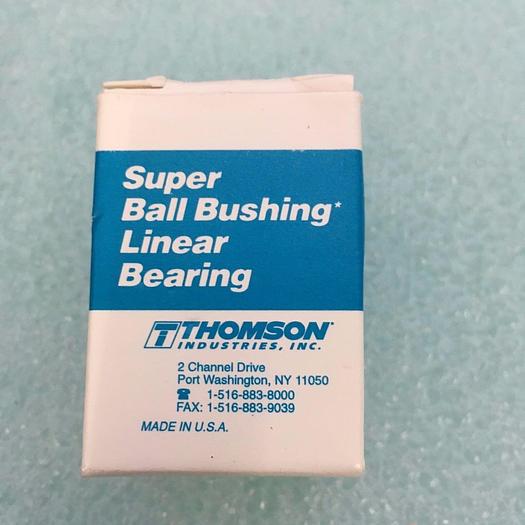 Super
Ball Bushing*
Linear
Bearing
T THOMSON®
INDUSTRIES, INC.
2 Channel Drive
Port Washington, NY 11050
☎ 1-516-883-8000
FAX: 1-516-883-9039
MADE IN U.S.A.